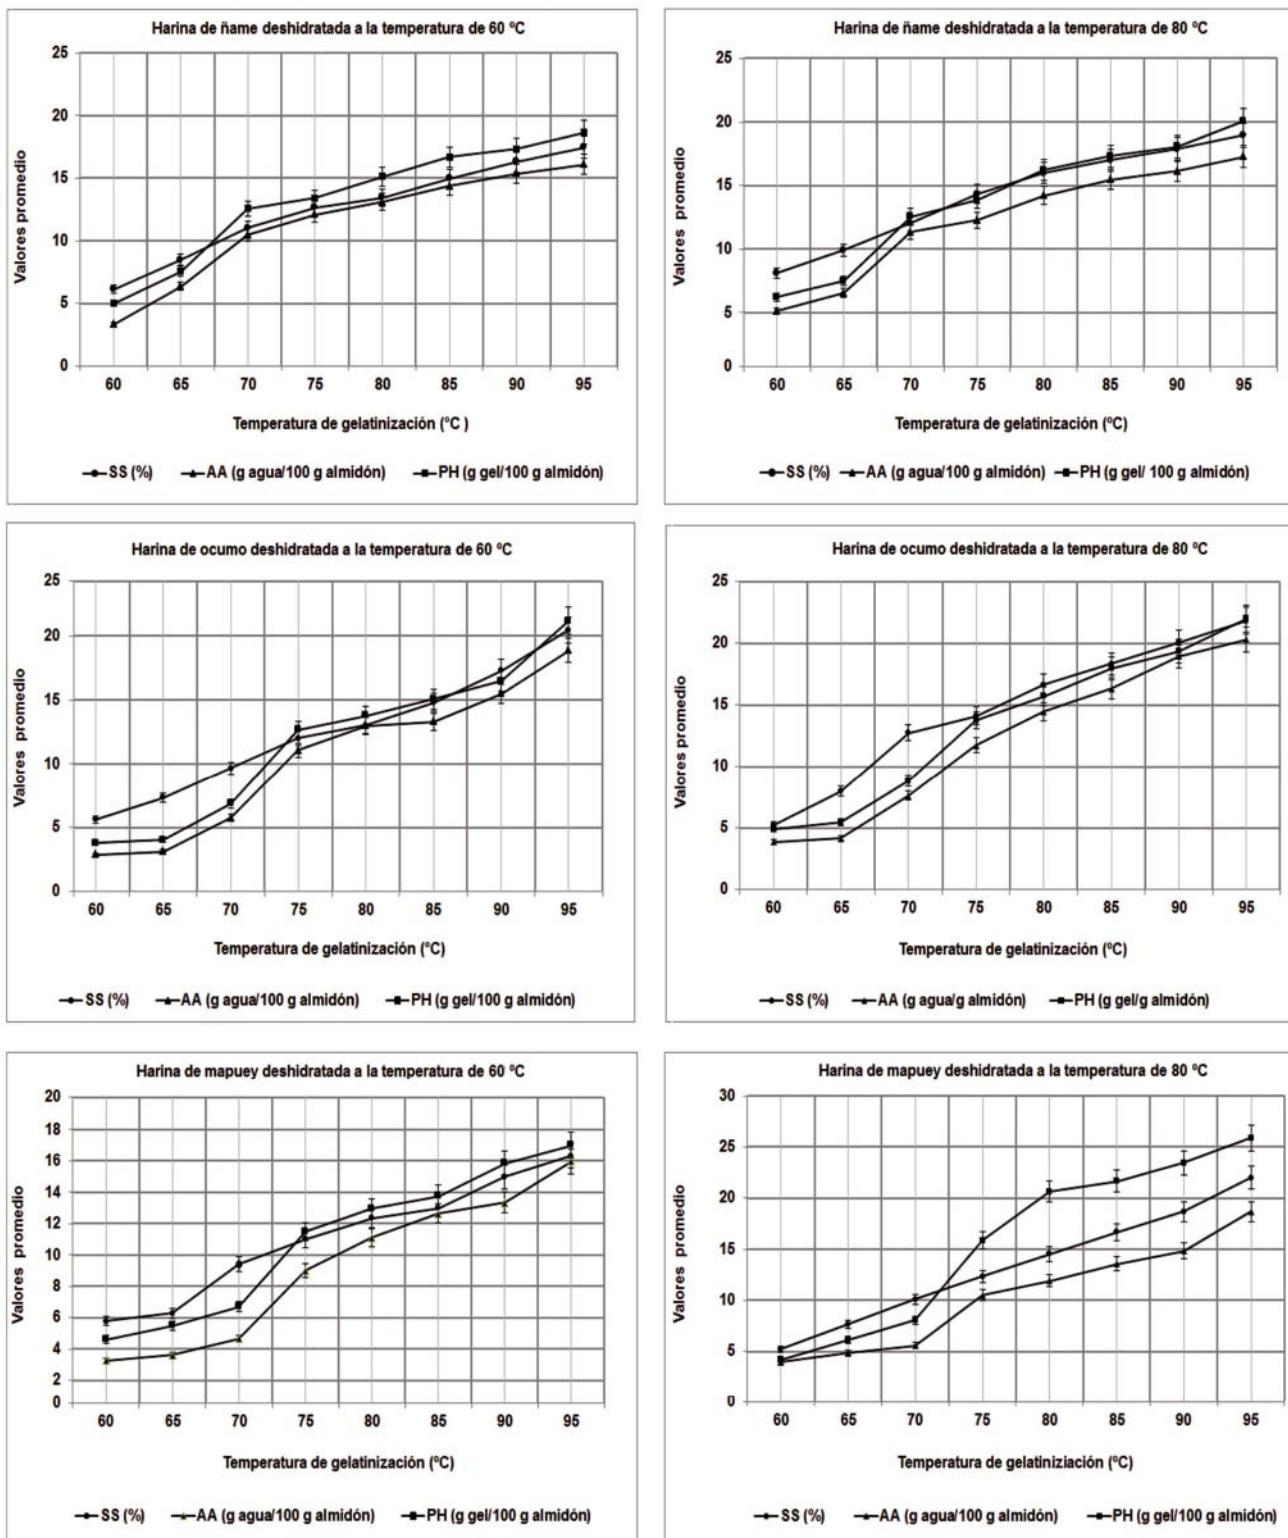 Harina de ñame deshidratada a la temperatura de 60 ºC
25
20
15
10
5
0
Valores promedio
60 65 70 75 80 85 90 95
Temperatura de gelatinización (ºC )
SS (%) AA (g agua/100 g almidón) PH (g gel/100 g almidón)
Harina de ñame deshidratada a la temperatura de 80 ºC
25
20
15
10
5
0
Valores promedio
60 65 70 75 80 85 90 95
Temperatura de gelatinización (ºC)
SS (%) AA (g agua/100 g almidón) PH (g gel/ 100 g almidón)
Harina de ocumo deshidratada a la temperatura de 60 ºC
25
20
15
10
5
0
Valores promedio
60 65 70 75 80 85 90 95
Temperatura de gelatinización (°C)
SS (%) AA (g agua/100 g almidón) PH (g gel/100 g almidón)
Harina de ocumo deshidratada a la temperatura de 80 ºC
25
20
15
10
5
0
Valores promedio
60 65 70 75 80 85 90 95
Temperatura de gelatinización (ºC)
SS (%) AA (g agua/g almidón) PH (g gel/g almidón)
Harina de mapuey deshidratada a la temperatura de 60 ºC
20
18
16
14
12
10
8
6
4
2
0
Valores promedio
60 65 70 75 80 85 90 95
Temperatura de gelatinización (ºC)
SS (%) AA (g agua/100 g almidón) PH (g gel/100 g almidón)
Harina de mapuey deshidratada a la temperatura de 80 ºC
30
25
20
15
10
5
0
Valores promedio
60 65 70 75 80 85 90 95
Temperatura de gelatiniziación (ºC)
SS (%) AA (g agua/100 g almidón) PH (g gel/100 g almidón)